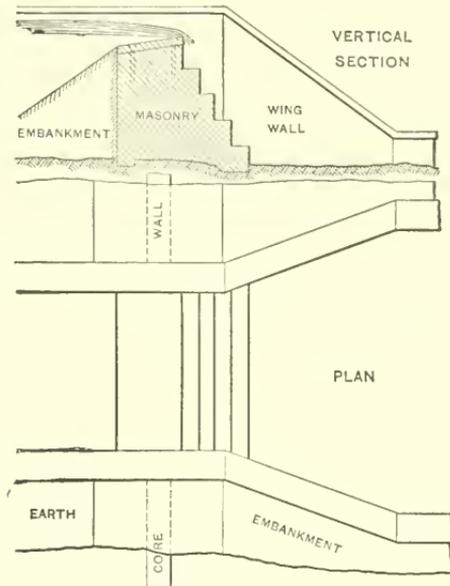 VERTICAL
SECTION
EMBANKMENT
MASONRY
WING
WALL
WALL
PLAN
EARTH
CORE
EMBANKMENT